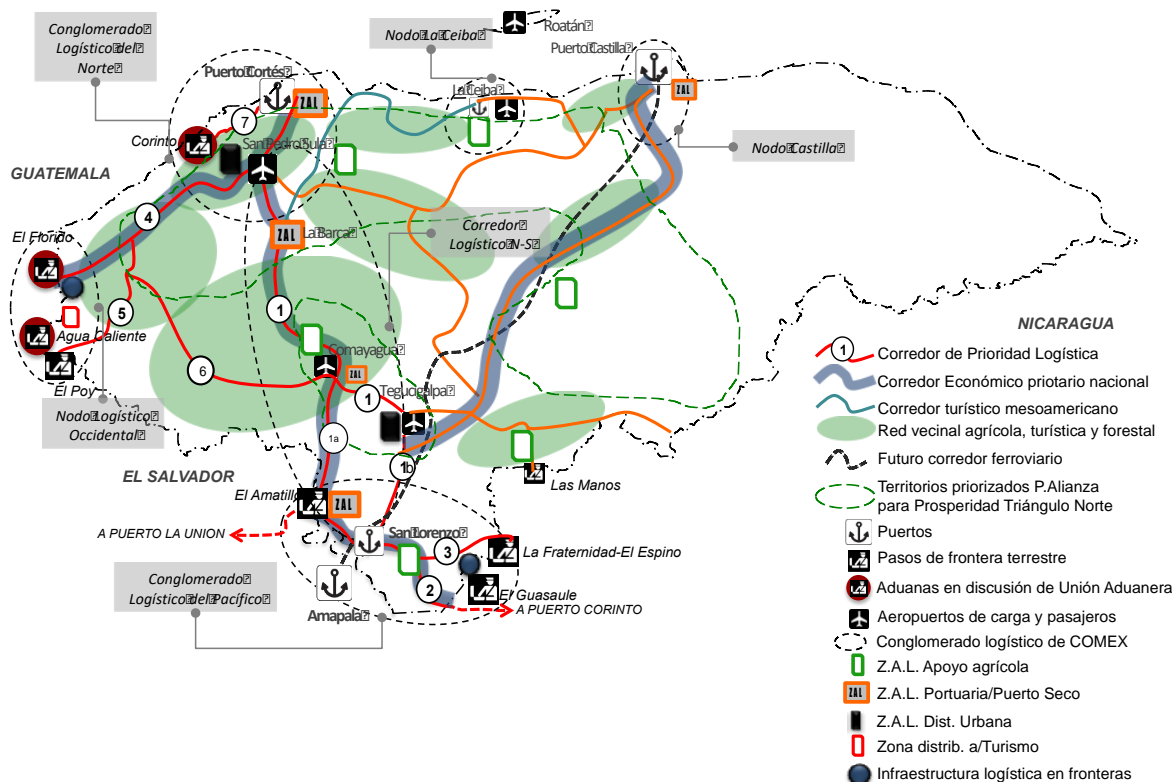 Conglomerado
Logístico del
Norte
Nodo La Ceiba
Roatán
Puerto Castilla
Puerto Cortés
ZAL
La Ceiba
ZAL
7
Corinto
San Pedro Sula
Nodo Castilla
GUATEMALA
4
El Florido
ZAL
La Barca
Corredor
Logístico N-S
5
1
Agua Caliente
6
Comayagua
ZAL
El Poy
Tegucigalpa
1
Nodo Logístico
Occidental
1a
1b
EL SALVADOR
Las Manos
El Amatillo
ZAL
A PUERTO LA UNION
San Lorenzo
3
La Fraternidad-El Espino
2
El Guasaule
A PUERTO CORINTO
Conglomerado
Logístico del Pacífico
Amapala
NICARAGUA
1
Corredor de Prioridad Logística
Corredor Económico priotario nacional
Corredor turístico mesoamericano
Red vecinal agrícola, turística y forestal
Futuro corredor ferroviario
Territorios priorizados P.Alianza
para Prosperidad Triángulo Norte
Puertos
Pasos de frontera terrestre
Aduanas en discusión de Unión Aduanera
Aeropuertos de carga y pasajeros
Conglomerado logístico de COMEX
Z.A.L. Apoyo agrícola
ZAL
Z.A.L. Portuaria/Puerto Seco
Z.A.L. Dist. Urbana
Zona distrib. a/Turismo
Infraestructura logística en fronteras